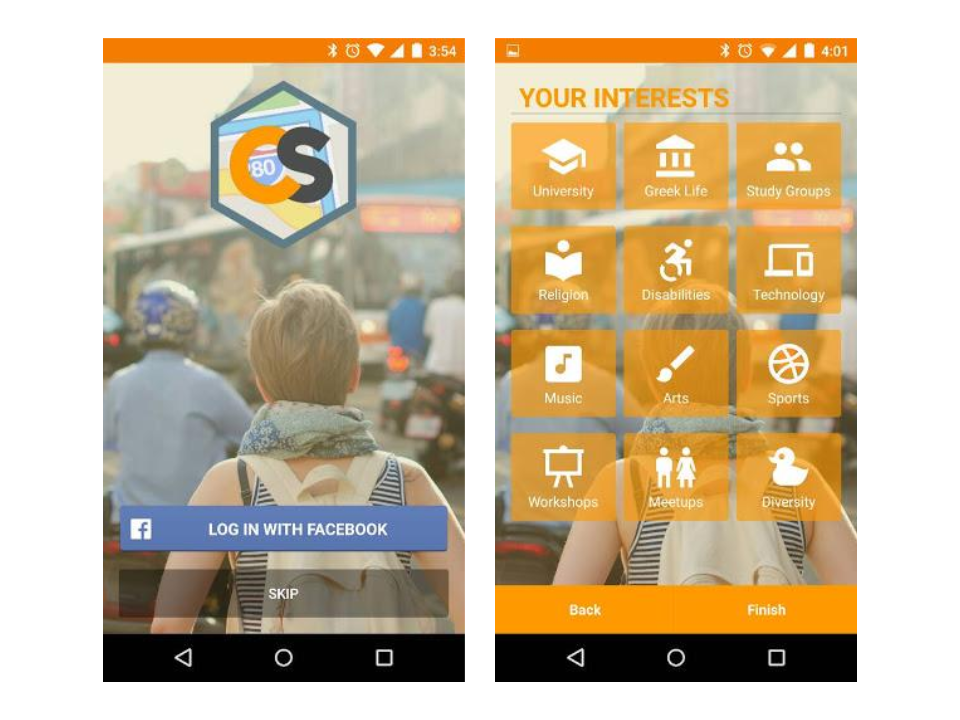 3:54
280
CS
LOG IN WITH FACEBOOK
SKIP
4:01
YOUR INTERESTS
University
Greek Life
Study Groups
Religion
Disabilities
Technology
Music
Arts
Sports
Workshops
Meetups
Diversity
Back
Finish